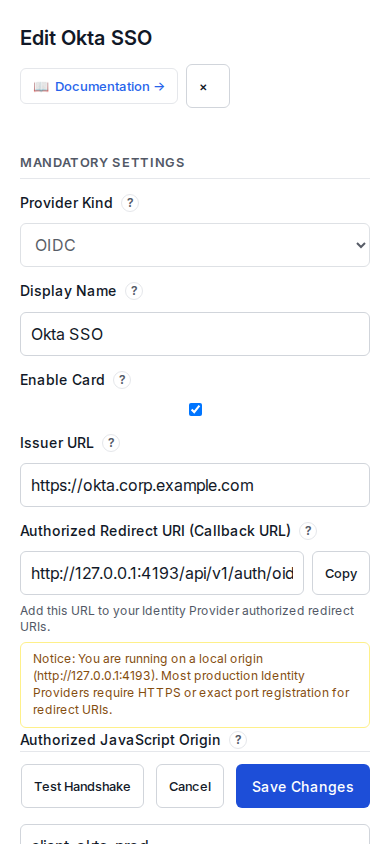 Edit Okta SSO
📖 Documentation →
×
MANDATORY SETTINGS
Provider Kind ?
OIDC
Display Name ?
Okta SSO
Enable Card ?
Issuer URL ?
https://okta.corp.example.com
Authorized Redirect URI (Callback URL) ?
http://127.0.0.1:4193/api/v1/auth/oid
Copy
Add this URL to your Identity Provider authorized redirect
URIs.
Notice: You are running on a local origin
(http://127.0.0.1:4193). Most production Identity
Providers require HTTPS or exact port registration for
redirect URIs.
Authorized JavaScript Origin ?
Test Handshake
Cancel
Save Changes